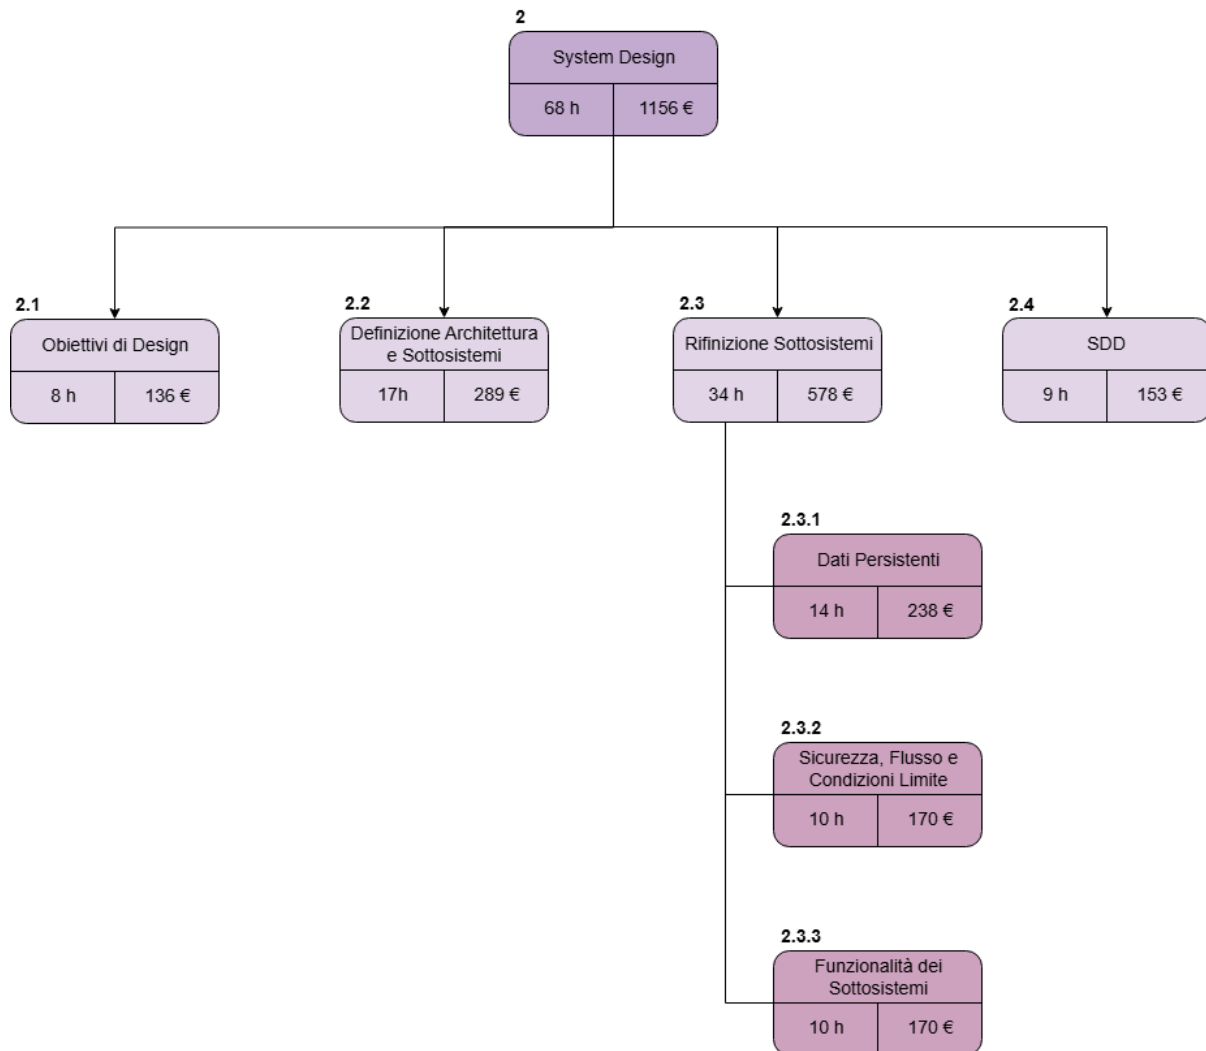 2
System Design
68 h 1156 €
2.1
Obiettivi di Design
8 h 136 €
2.2
Definizione Architettura
e Sottosistemi
17h 289 €
2.3
Rifinizione Sottosistemi
34 h 578 €
2.4
SDD
9 h 153 €
2.3.1
Dati Persistenti
14 h 238 €
2.3.2
Sicurezza, Flusso e
Condizioni Limite
10 h 170 €
2.3.3
Funzionalità dei
Sottosistemi
10 h 170 €